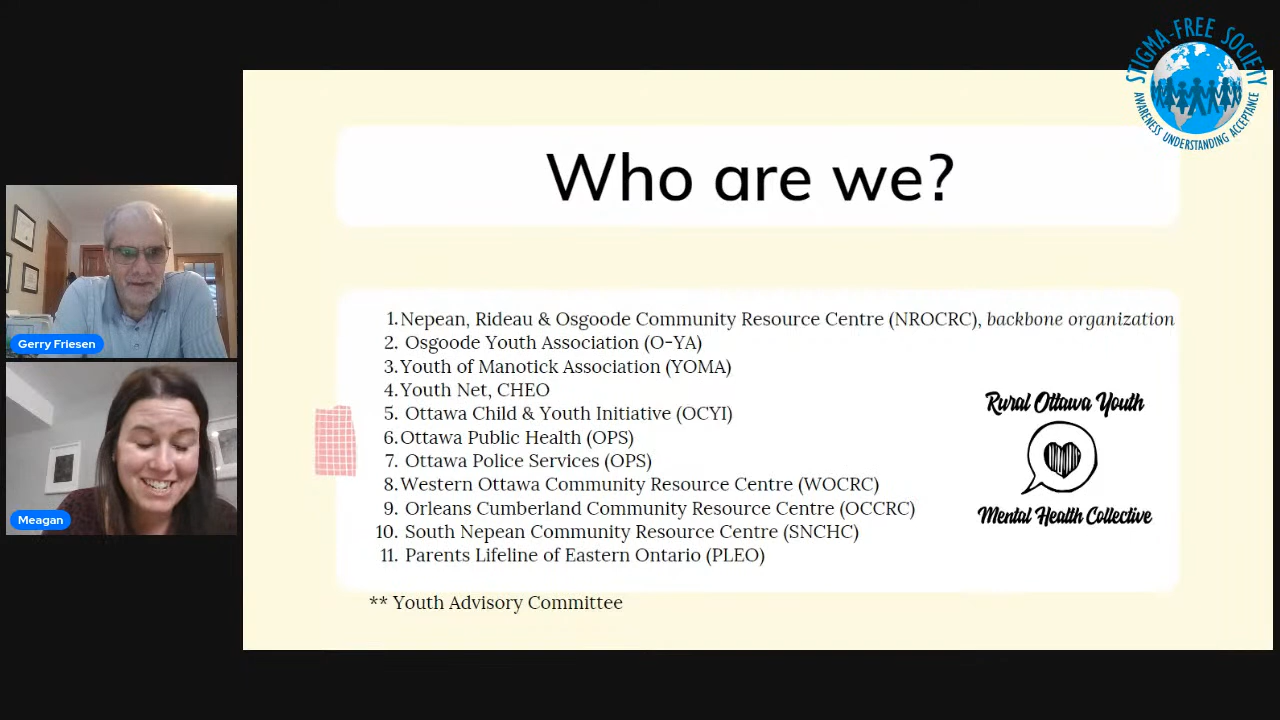 STIGMA-FREE SOCIETY
AWARENESS UNDERSTANDING ACCEPTANCE
Who are we?
Gerry Friesen
Meagan
1. Nepean, Rideau & Osgoode Community Resource Centre (NROCRC), backbone organization
2. Osgoode Youth Association (O-YA)
3. Youth of Manotick Association (YOMA)
4. Youth Net, CHEO
5. Ottawa Child & Youth Initiative (OCYI)
6. Ottawa Public Health (OPS)
7. Ottawa Police Services (OPS)
8. Western Ottawa Community Resource Centre (WOCRC)
9. Orleans Cumberland Community Resource Centre (OCCRC)
10. South Nepean Community Resource Centre (SNCHC)
11. Parents Lifeline of Eastern Ontario (PLEO)
** Youth Advisory Committee
Rural Ottawa Youth
Mental Health Collective